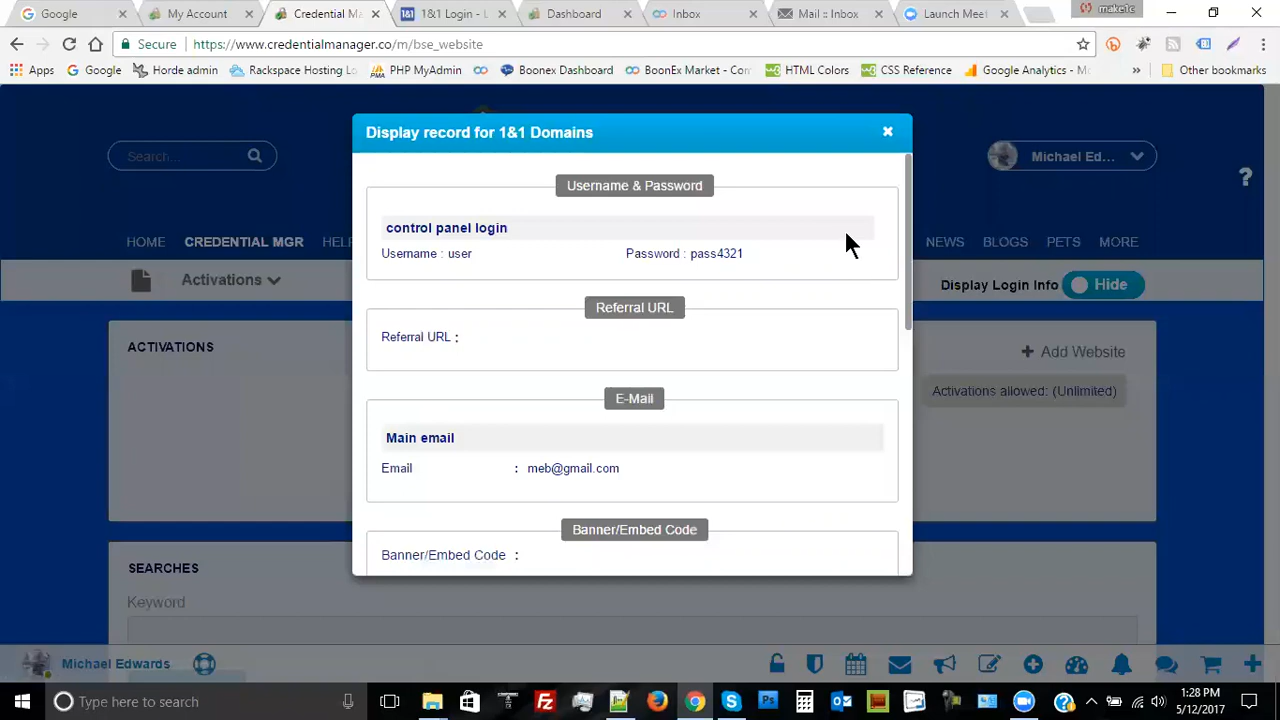 Google
My Account
Credential Ma
1&1 Login -
Dashboard
Inbox
Mail :: Inbox
Launch Meet
make1c
Secure
https://www.credentialmanager.co/m/bse_website
Apps
Google
Horde admin
Rackspace Hosting Lo
PHP MyAdmin
Boonex Dashboard
BoonEx Market - Com
HTML Colors
CSS Reference
Google Analytics - Mo
»
Other bookmarks
Search...
Michael Ed...
?
HOME
CREDENTIAL MGR
HELP
NEWS
BLOGS
PETS
MORE
Activations
Display Login Info
Hide
Display record for 1&1 Domains
Username & Password
control panel login
Username : user
Password : pass4321
Referral URL
Referral URL :
E-Mail
Main email
Email : meb@gmail.com
Banner/Embed Code
Banner/Embed Code :
ACTIVATIONS
+ Add Website
Activations allowed: (Unlimited)
SEARCHES
Keyword
Michael Edwards
Type here to search
1:28 PM
5/12/2017